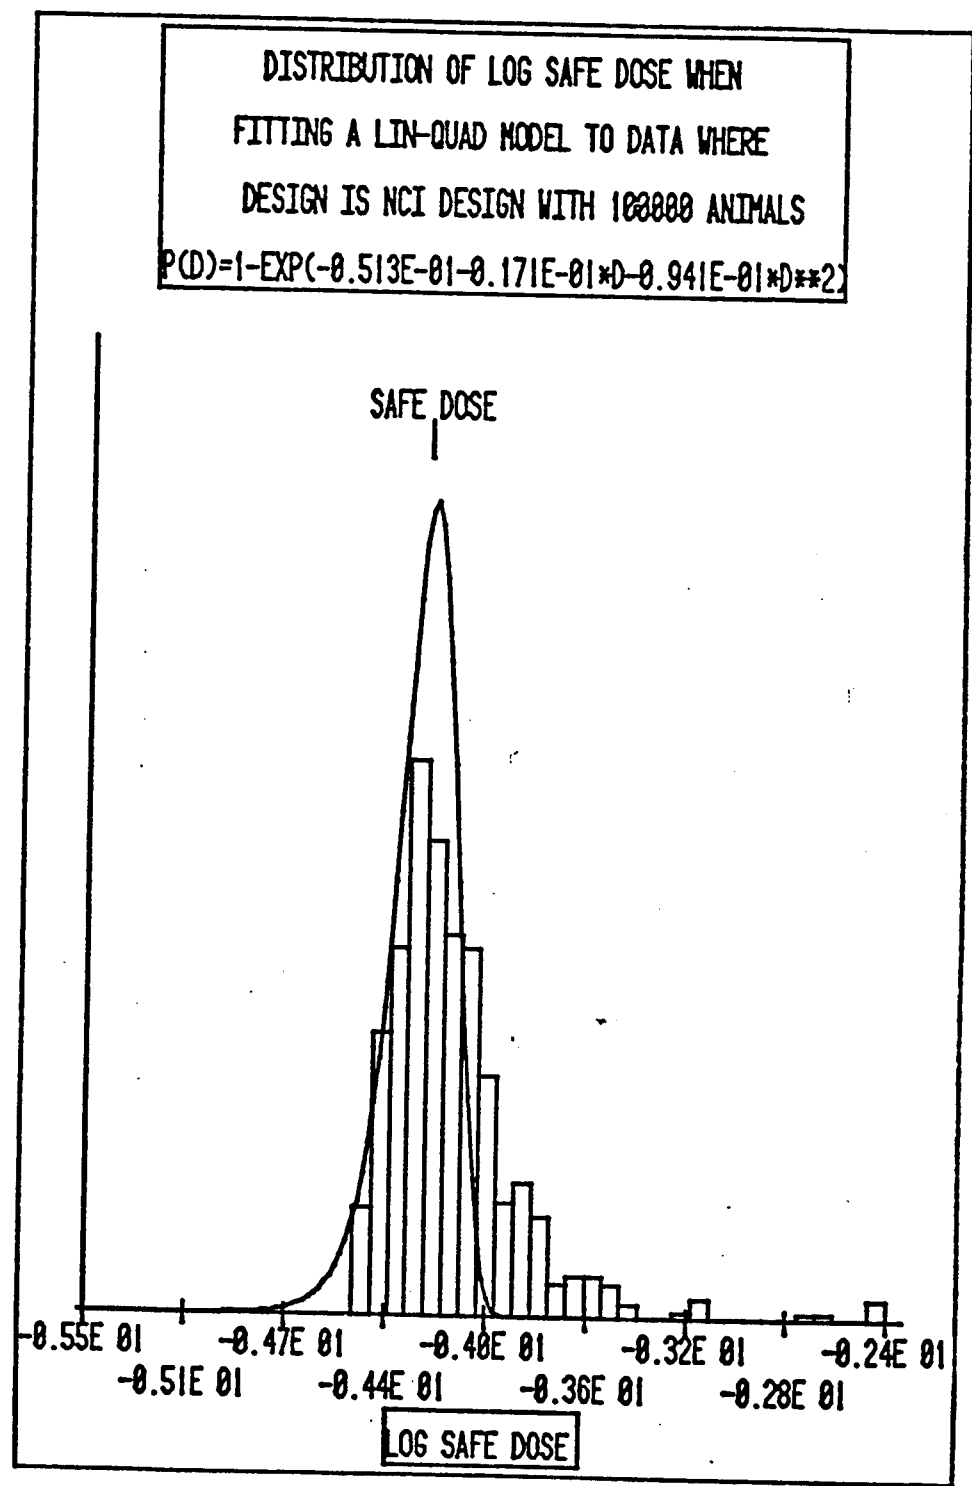 DISTRIBUTION OF LOG SAFE DOSE WHEN
FITTING A LIN-QUAD MODEL TO DATA WHERE
DESIGN IS NCI DESIGN WITH 100000 ANIMALS
P(D)=1-EXP(-0.513E-01-0.171E-01*D-0.941E-01*D**2)
SAFE DOSE
-0.55E 01 -0.47E 01 -0.40E 01 -0.32E 01 -0.24E 01
-0.51E 01 -0.44E 01 -0.36E 01 -0.28E 01
LOG SAFE DOSE